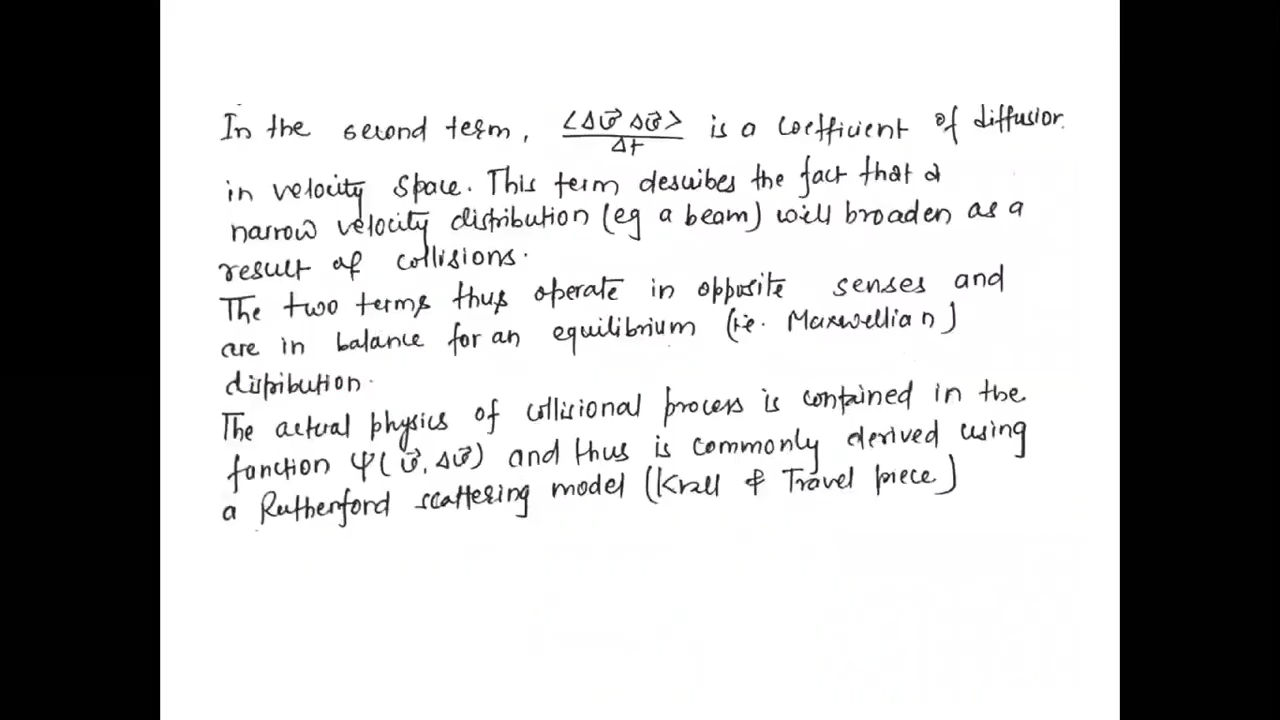 In the second term, <Δv⃗ Δv⃗>/Δt is a coefficient of diffusion
in velocity space. This term describes the fact that a
narrow velocity distribution (eg a beam) will broaden as a
result of collisions.
The two terms thus operate in opposite senses and
are in balance for an equilibrium (i.e. Maxwellian)
distribution.
The actual physics of collisional process is contained in the
function Ψ(v⃗, Δv⃗) and thus is commonly derived using
a Rutherford scattering model (Krall & Travel piece)